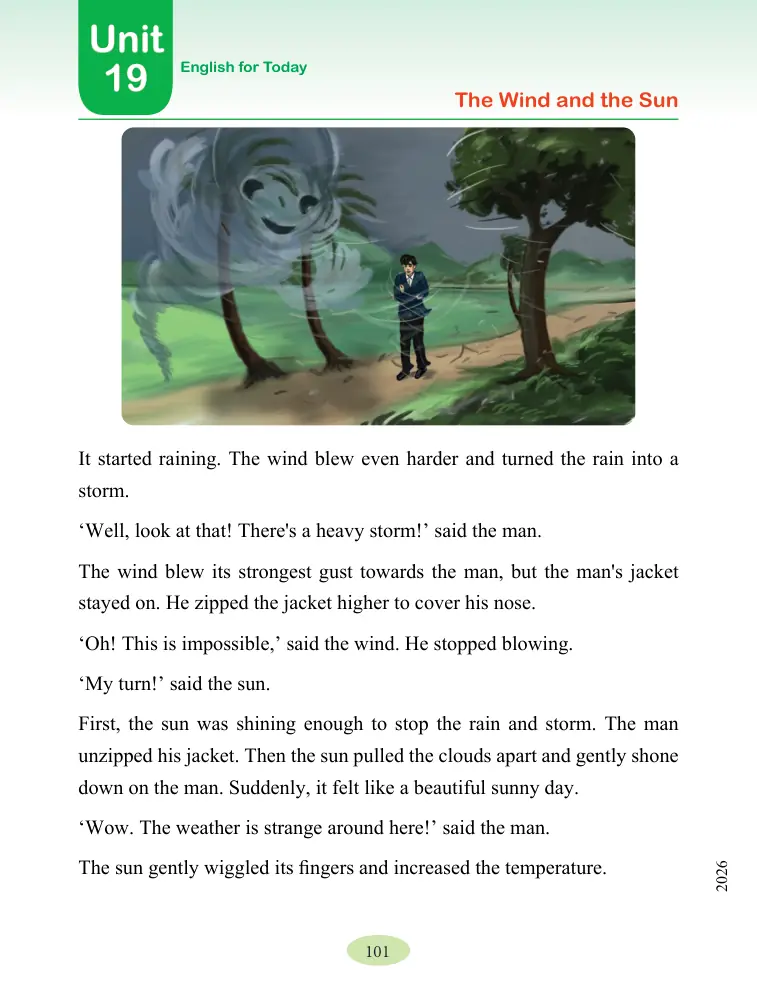 Unit
19
English for Today
The Wind and the Sun
It started raining. The wind blew even harder and turned the rain into a
storm.
‘Well, look at that! There's a heavy storm!’ said the man.
The wind blew its strongest gust towards the man, but the man's jacket
stayed on. He zipped the jacket higher to cover his nose.
‘Oh! This is impossible,’ said the wind. He stopped blowing.
‘My turn!’ said the sun.
First, the sun was shining enough to stop the rain and storm. The man
unzipped his jacket. Then the sun pulled the clouds apart and gently shone
down on the man. Suddenly, it felt like a beautiful sunny day.
‘Wow. The weather is strange around here!’ said the man.
The sun gently wiggled its fingers and increased the temperature.
2026
101